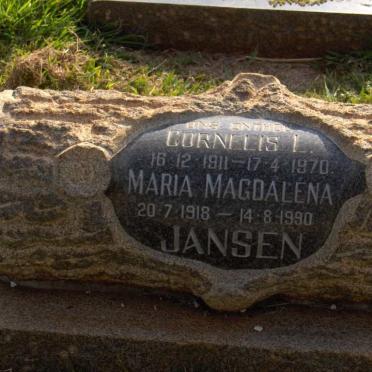 CORNELIS L.
16·12·1911 – 17·4·1970.
MARIA MAGDALENA
20·7·1918 — 14·8·1990
JANSEN